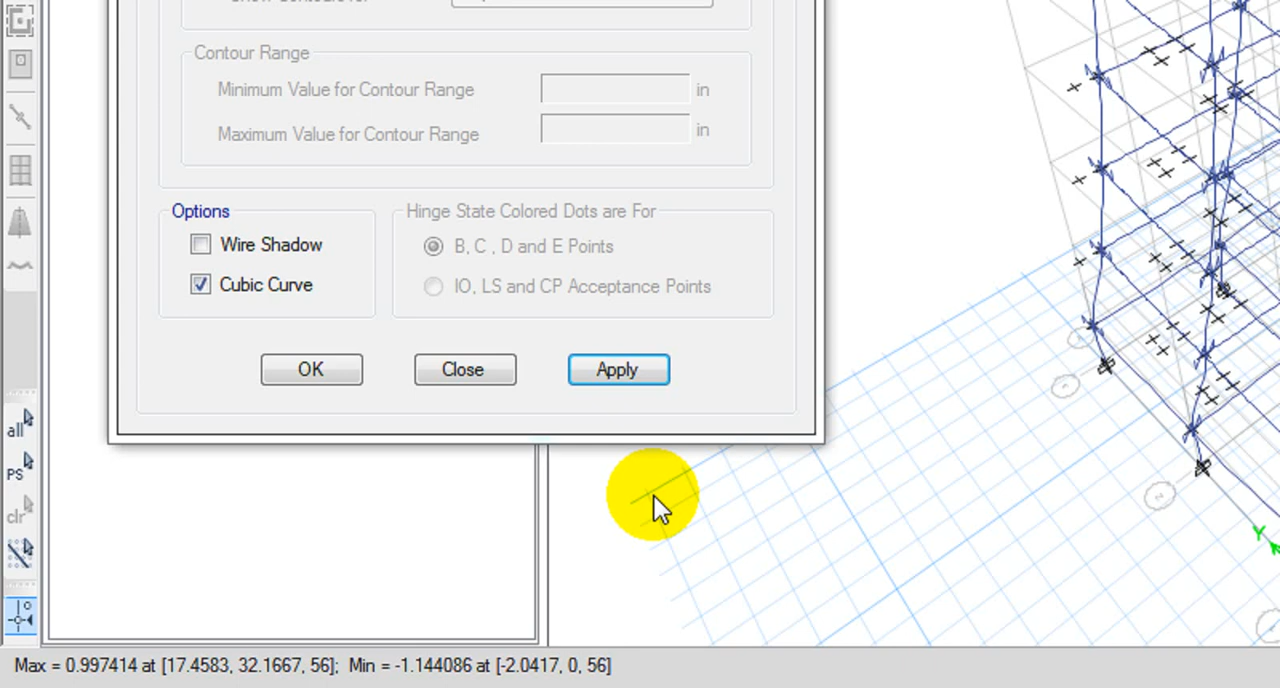 Contour Range
Minimum Value for Contour Range in
Maximum Value for Contour Range in
Options
Wire Shadow
Cubic Curve
Hinge State Colored Dots are For
B, C , D and E Points
IO, LS and CP Acceptance Points
OK
Close
Apply
all
PS
clr
Y
Max = 0.997414 at [17.4583, 32.1667, 56]; Min = -1.144086 at [-2.0417, 0, 56]